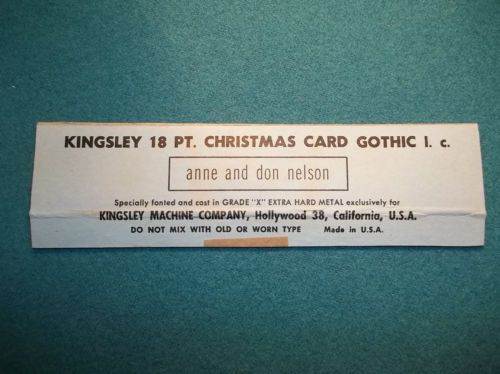 KINGSLEY 18 PT. CHRISTMAS CARD GOTHIC l. c.
anne and don nelson
Specially fonted and cast in GRADE "X" EXTRA HARD METAL exclusively for
KINGSLEY MACHINE COMPANY, Hollywood 38, California, U.S.A.
DO NOT MIX WITH OLD OR WORN TYPE Made in U.S.A.